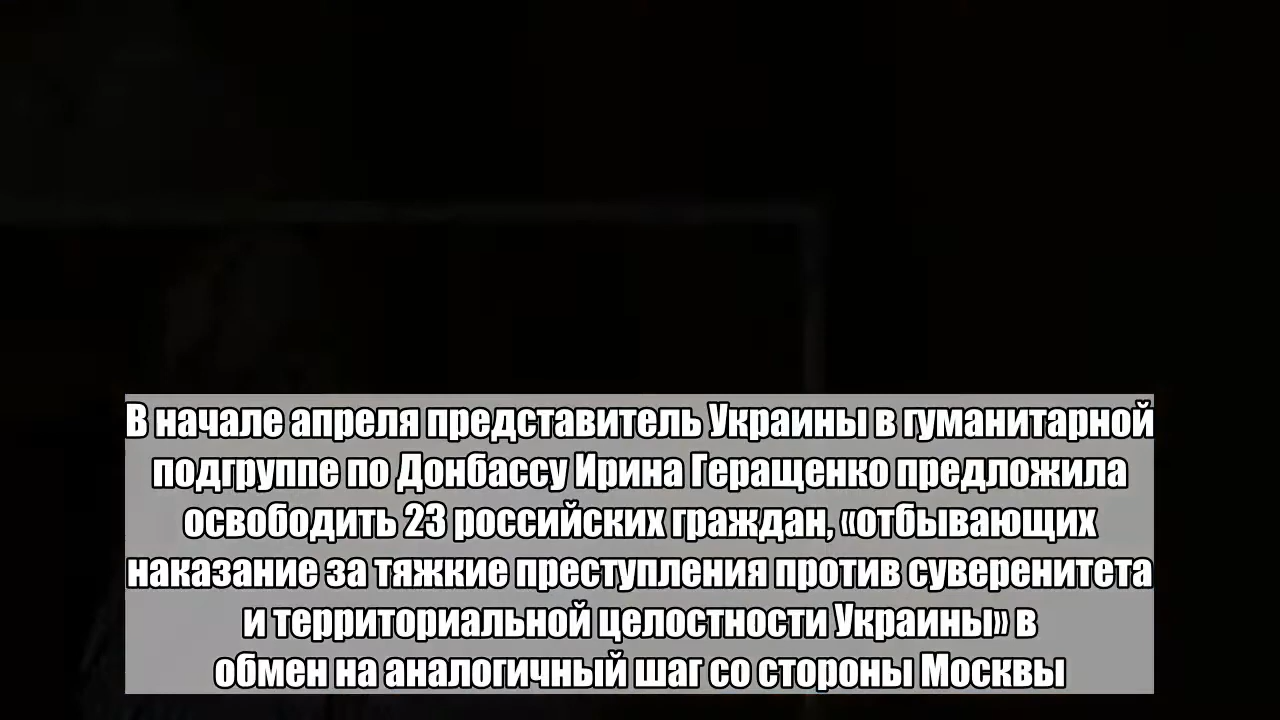 В начале апреля представитель Украины в гуманитарной
подгруппе по Донбассу Ирина Геращенко предложила
освободить 23 российских граждан, «отбывающих
наказание за тяжкие преступления против суверенитета
и территориальной целостности Украины» в
обмен на аналогичный шаг со стороны Москвы